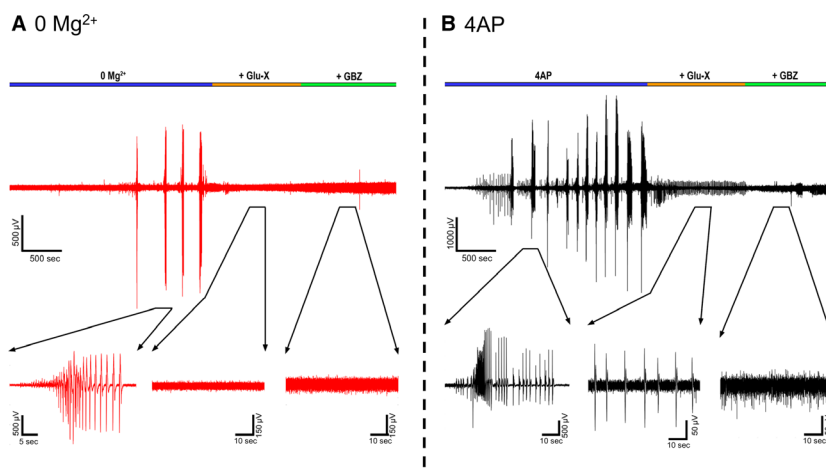 A 0 Mg²⁺
0 Mg²⁺
+ Glu-X
+ GBZ
500 µV
500 sec
500 µV
5 sec
150 µV
10 sec
150 µV
10 sec
B 4AP
4AP
+ Glu-X
+ GBZ
1000 µV
500 sec
500 µV
10 sec
50 µV
10 sec
10 sec